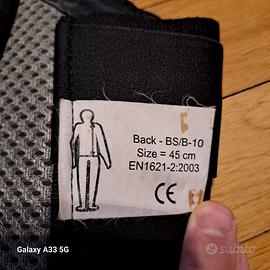 Back - BS/B-10
Size = 45 cm
EN1621-2:2003
CE
Galaxy A33 5G
subito